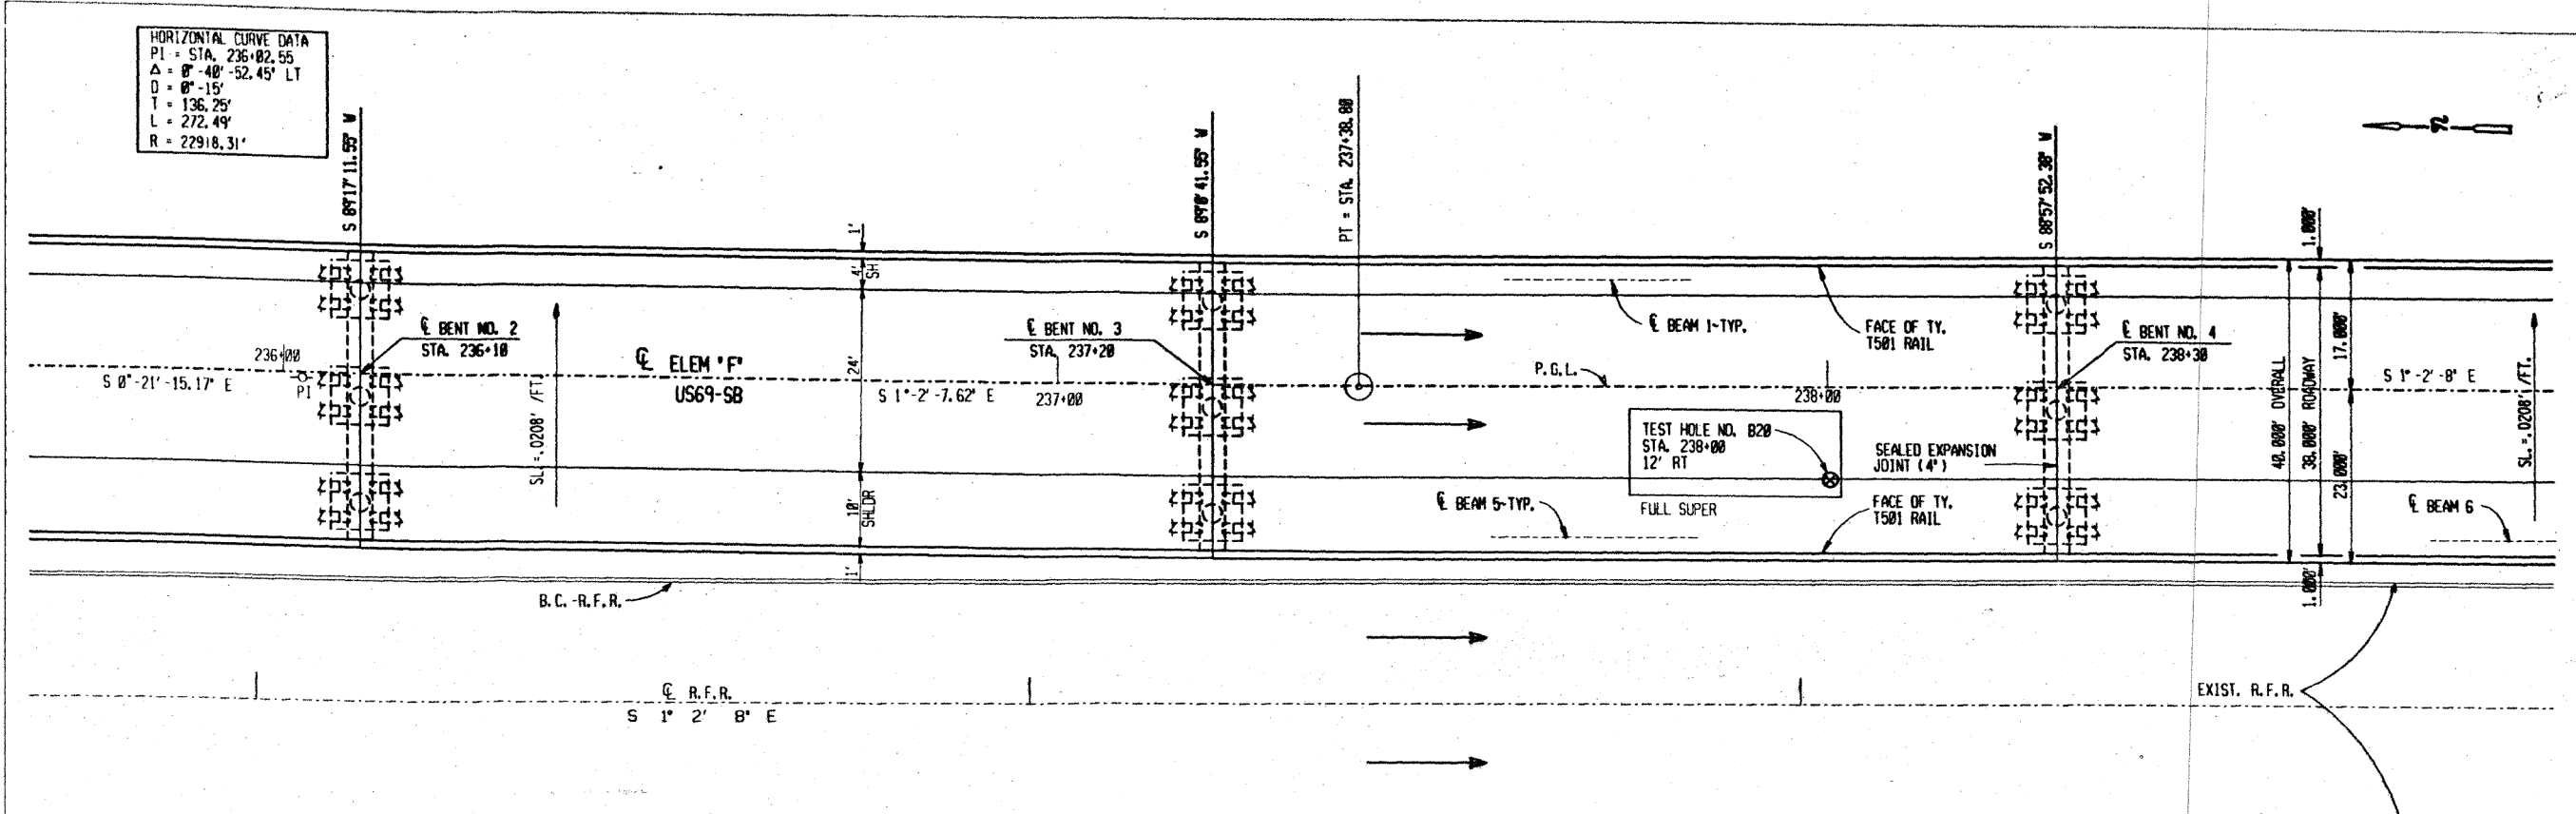 HORIZONTAL CURVE DATA
PI = STA. 236+02.55
Δ = 0°-40'-52.45" LT
D = 0°-15'
T = 136.25'
L = 272.49'
R = 22918.31'
S 89°17'11.55" W
S 89°0'41.55" W
PT = STA. 237+38.80
S 88°57'52.38" W
N
1'
4'
SH
24'
10'
SHLDR
1'
236+00
PI
S 0°-21'-15.17" E
℄ BENT NO. 2
STA. 236+10
SL.=.0208' /FT.
℄ ELEM "F"
US69-SB
S 1°-2'-7.62" E
237+00
℄ BENT NO. 3
STA. 237+20
℄ BEAM 1-TYP.
FACE OF TY.
T501 RAIL
P.G.L.
238+00
℄ BENT NO. 4
STA. 238+30
TEST HOLE NO. B20
STA. 238+00
12' RT
FULL SUPER
SEALED EXPANSION
JOINT (4")
℄ BEAM 5-TYP.
FACE OF TY.
T501 RAIL
1.000'
40.000' OVERALL
38.000' ROADWAY
17.000'
23.000'
1.000'
S 1°-2'-8" E
SL.=.0208' /FT.
℄ BEAM 6
B.C.-R.F.R.
℄ R.F.R.
S 1° 2' 8" E
EXIST. R.F.R.